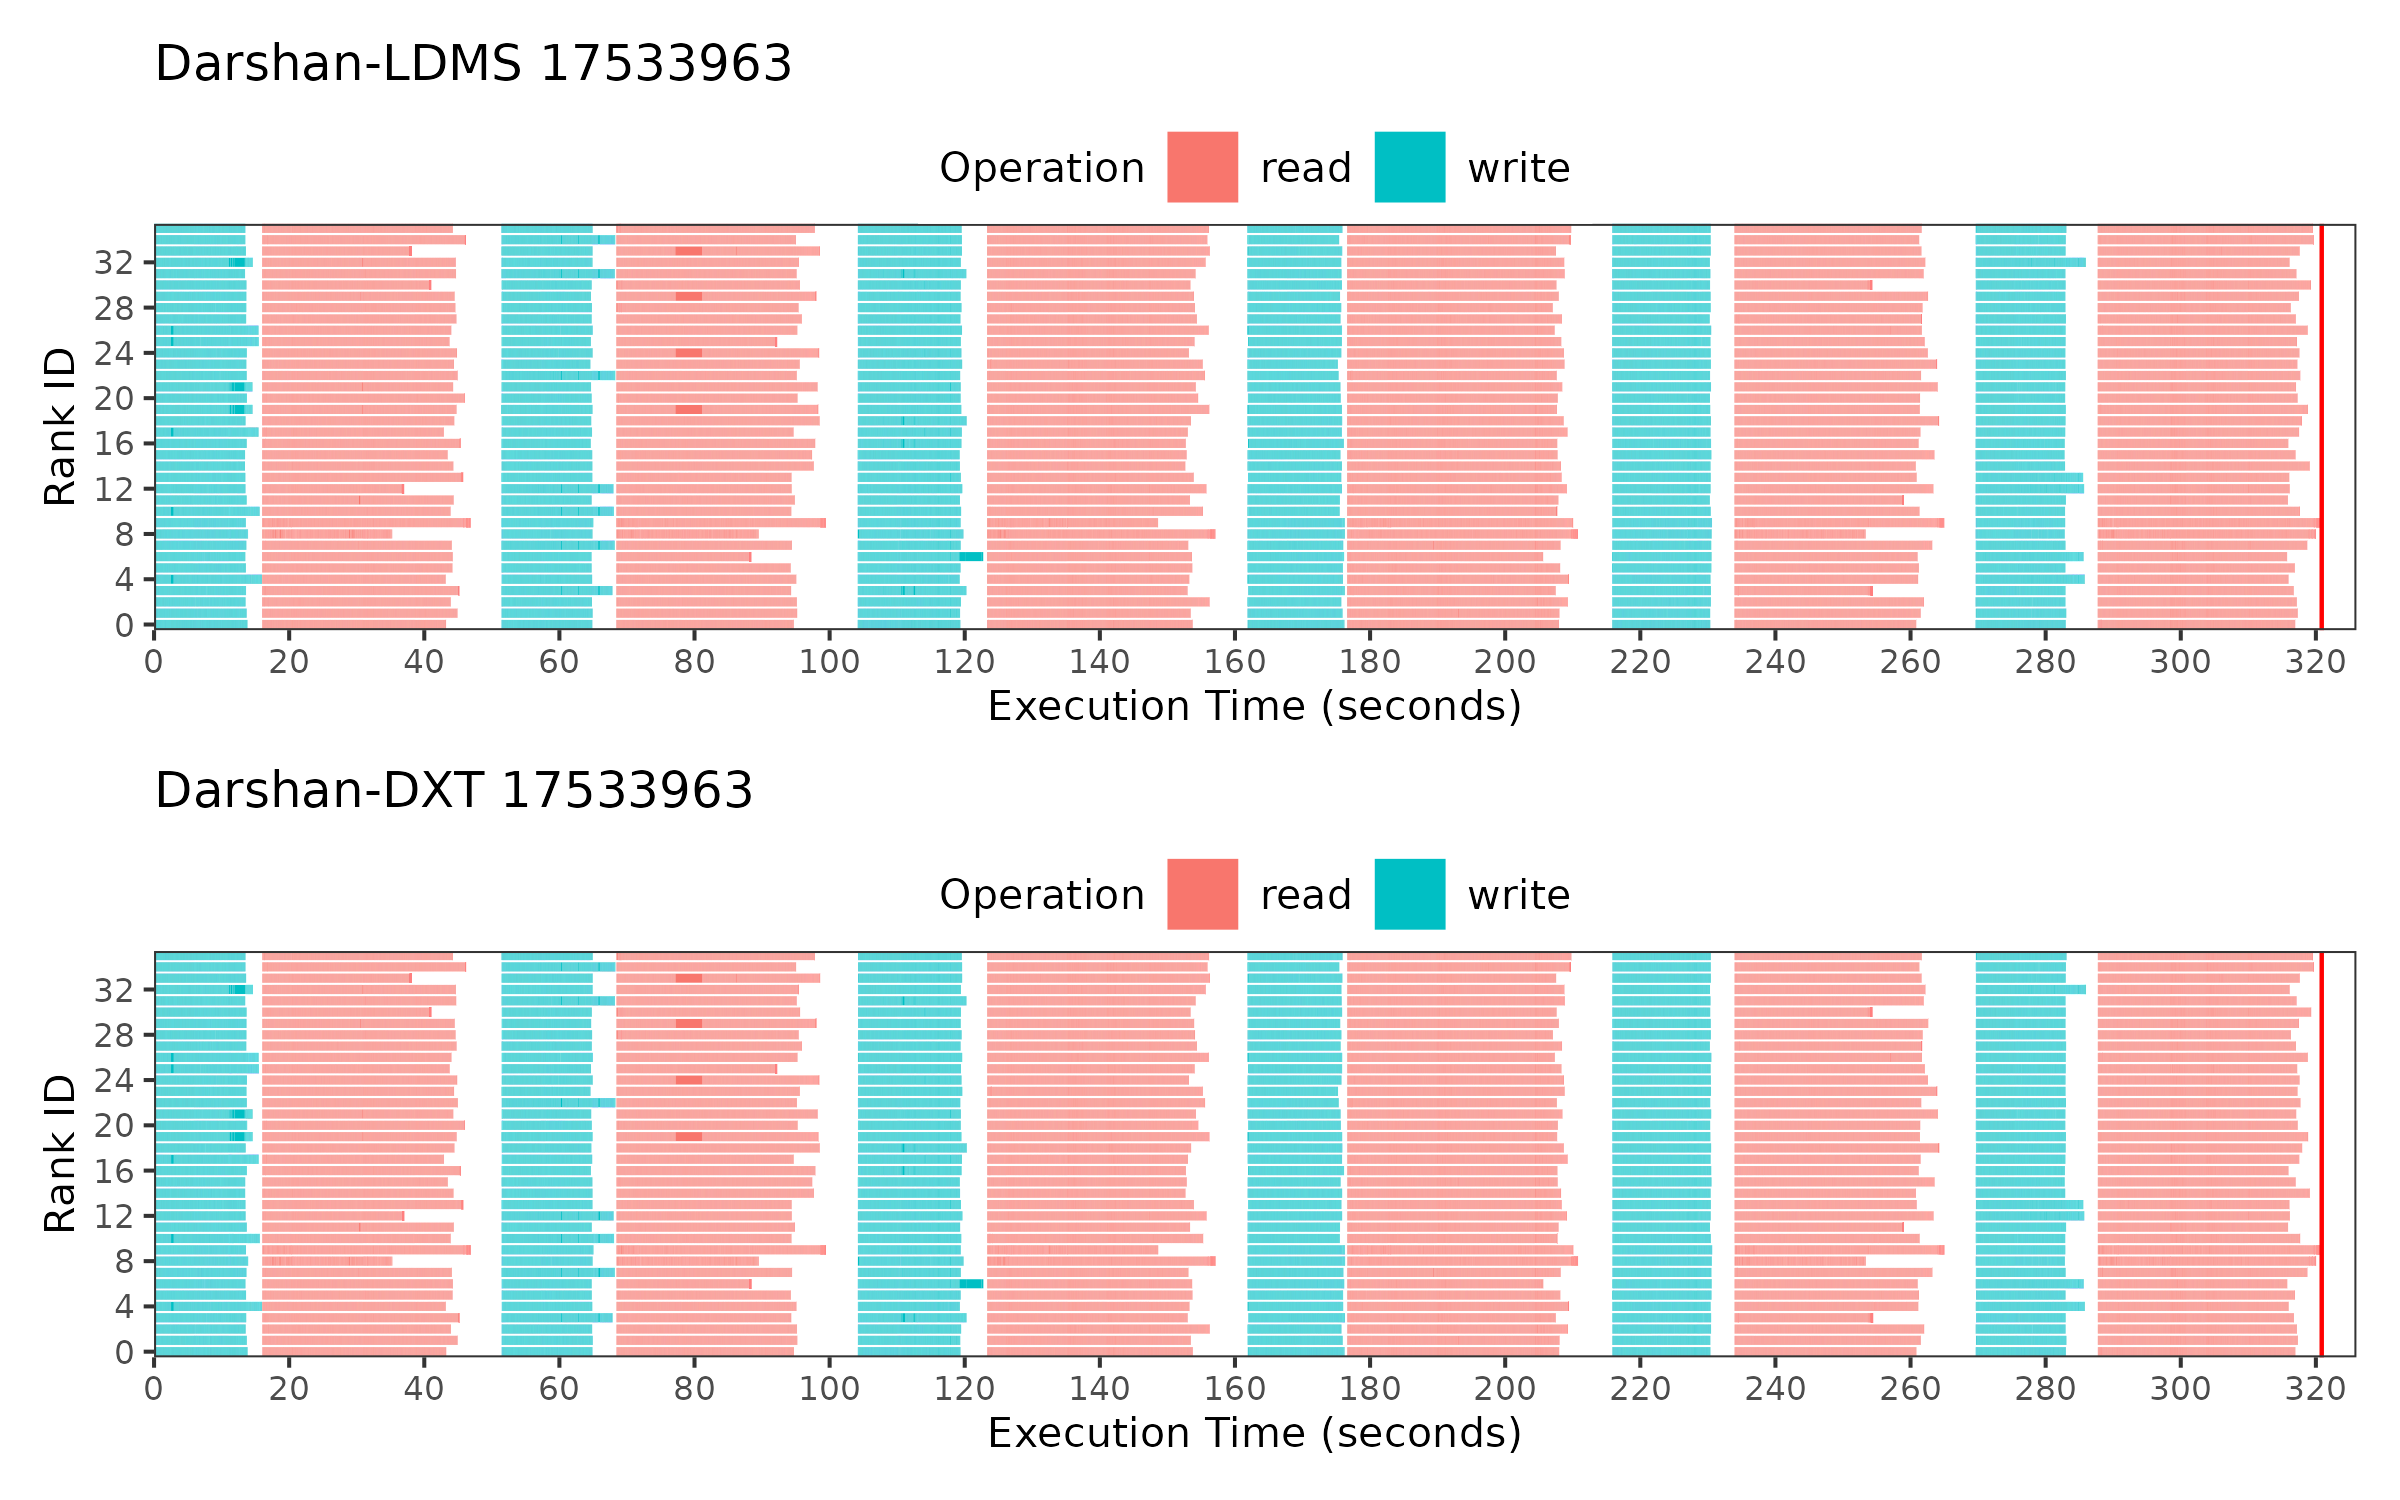 Darshan-LDMS 17533963
Operation read write
32
28
24
20
16
12
8
4
0
Rank ID
0 20 40 60 80 100 120 140 160 180 200 220 240 260 280 300 320
Execution Time (seconds)
Darshan-DXT 17533963
Operation read write
32
28
24
20
16
12
8
4
0
Rank ID
0 20 40 60 80 100 120 140 160 180 200 220 240 260 280 300 320
Execution Time (seconds)